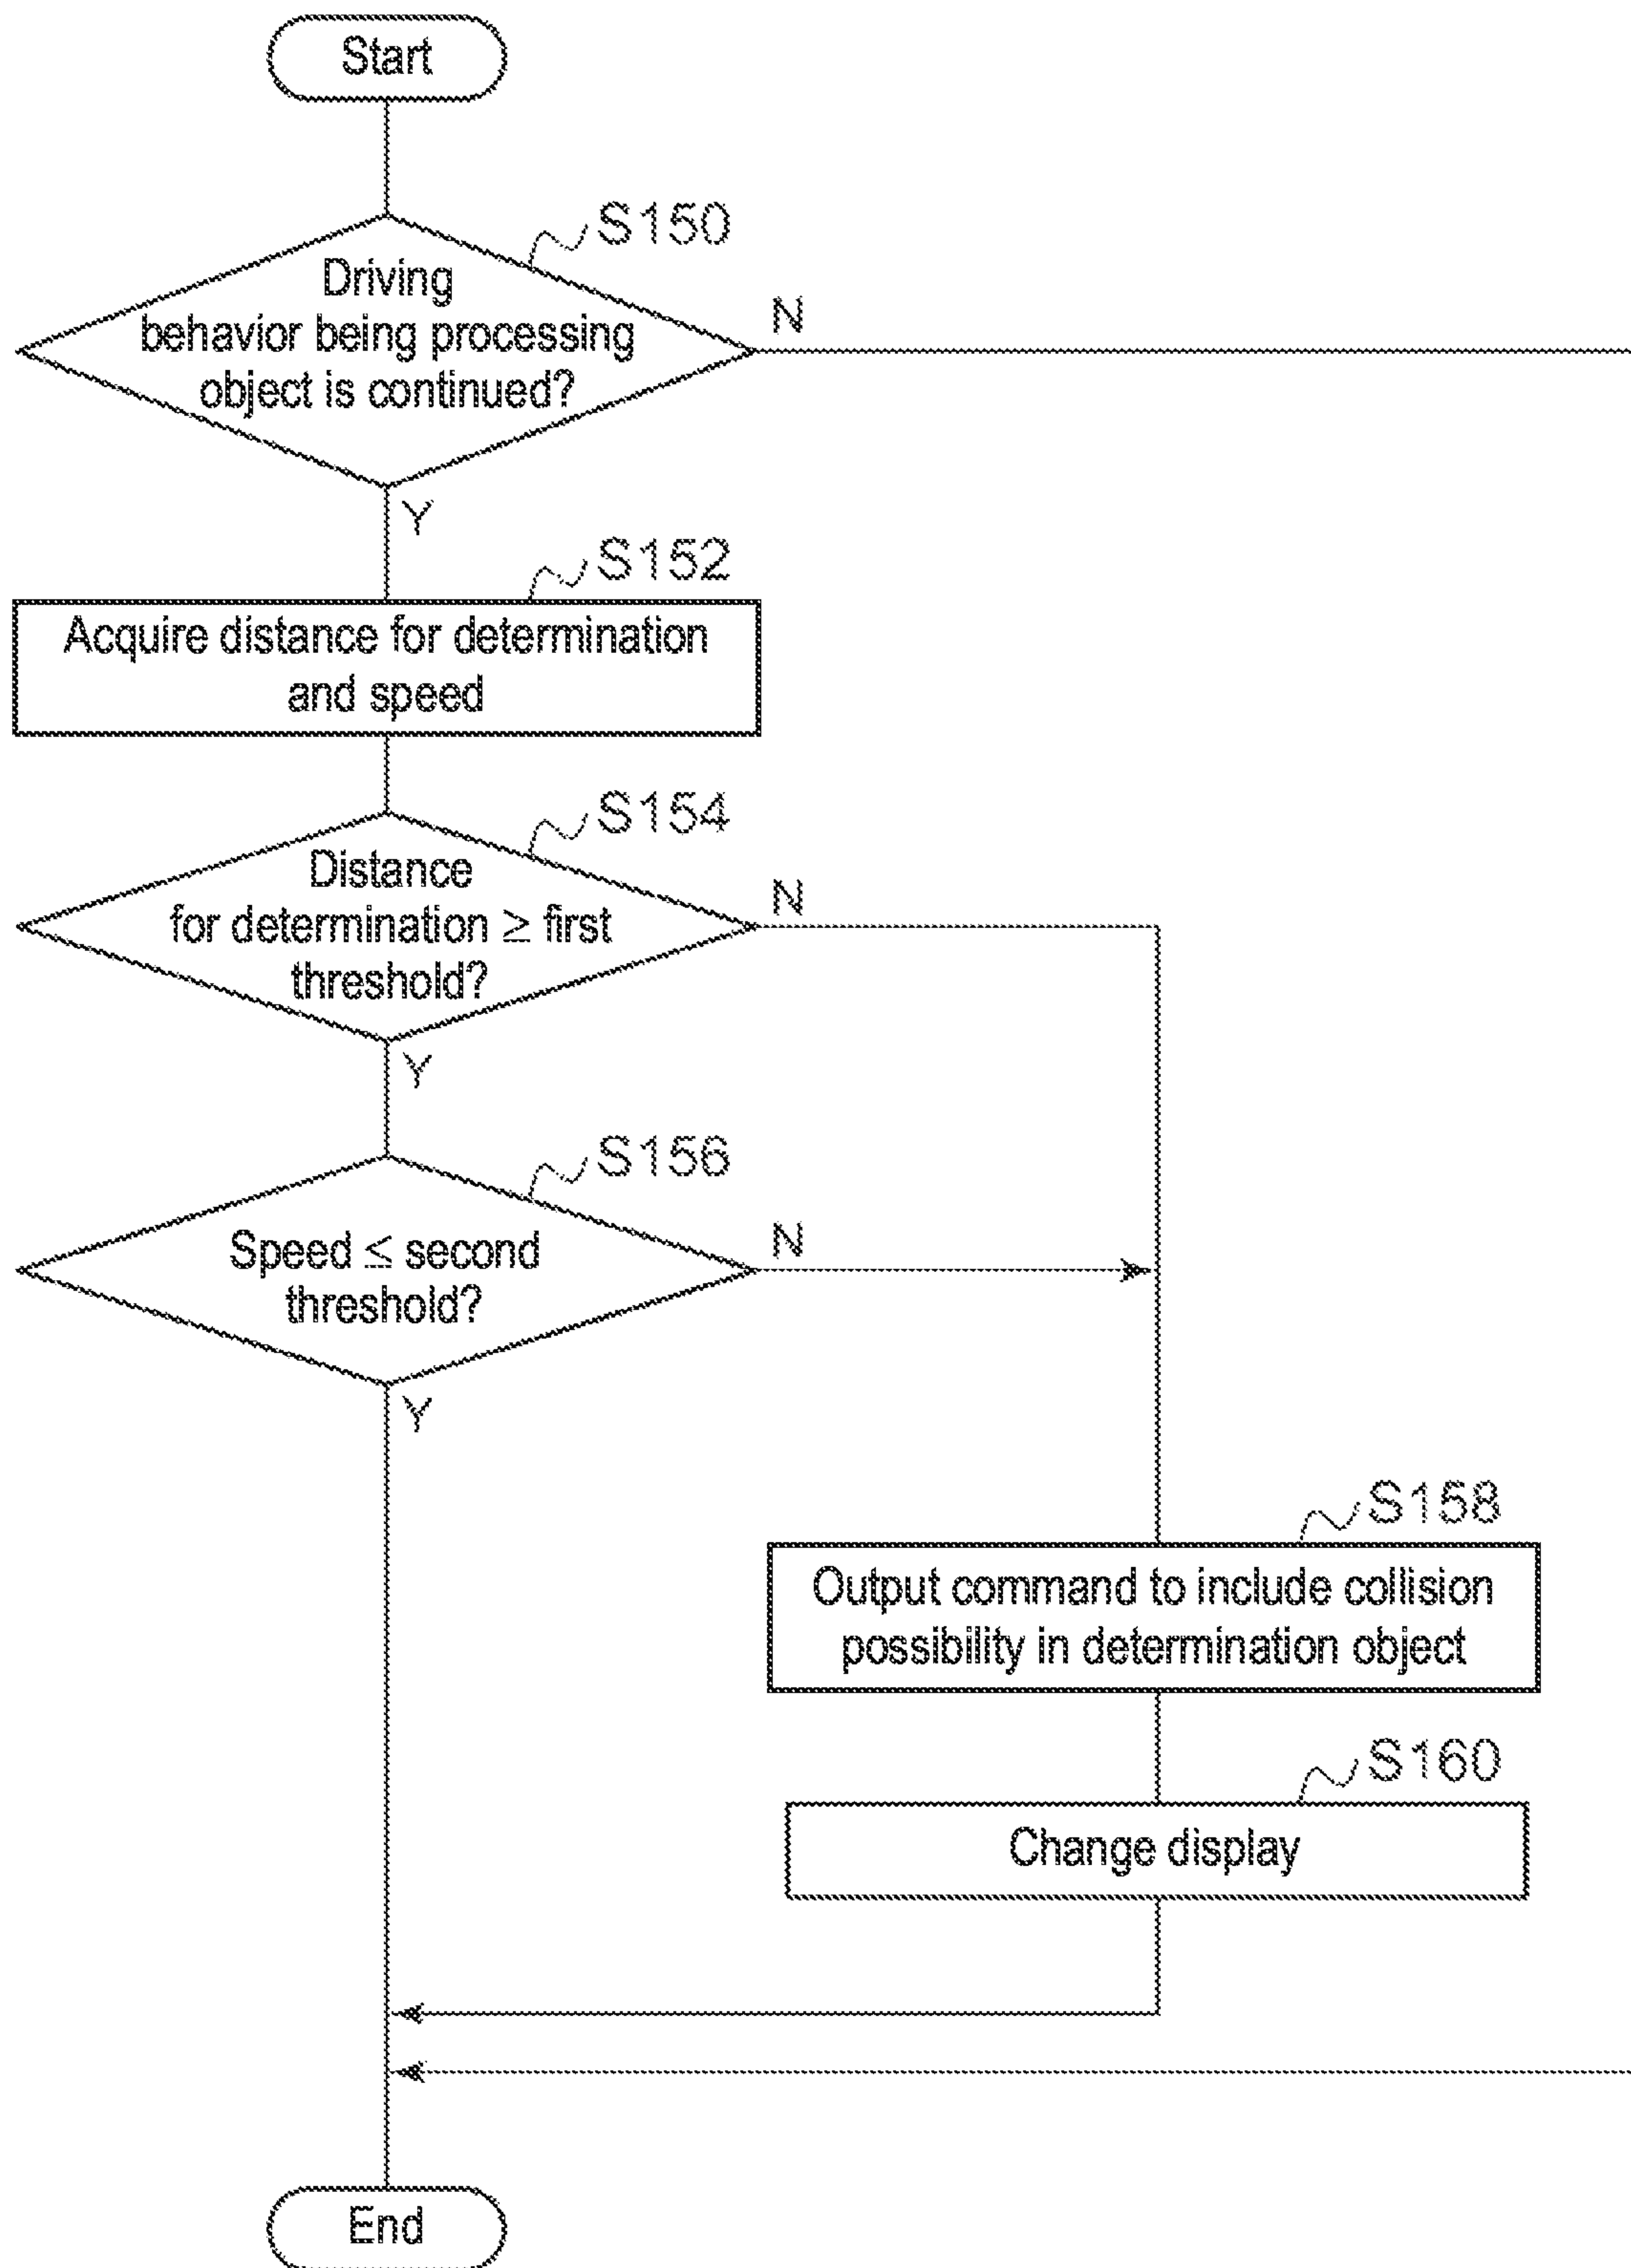 Start
S150
Driving
behavior being processing
object is continued?
N
Y
S152
Acquire distance for determination
and speed
S154
Distance
for determination ≥ first
threshold?
N
Y
S156
Speed ≤ second
threshold?
N
Y
S158
Output command to include collision
possibility in determination object
S160
Change display
End